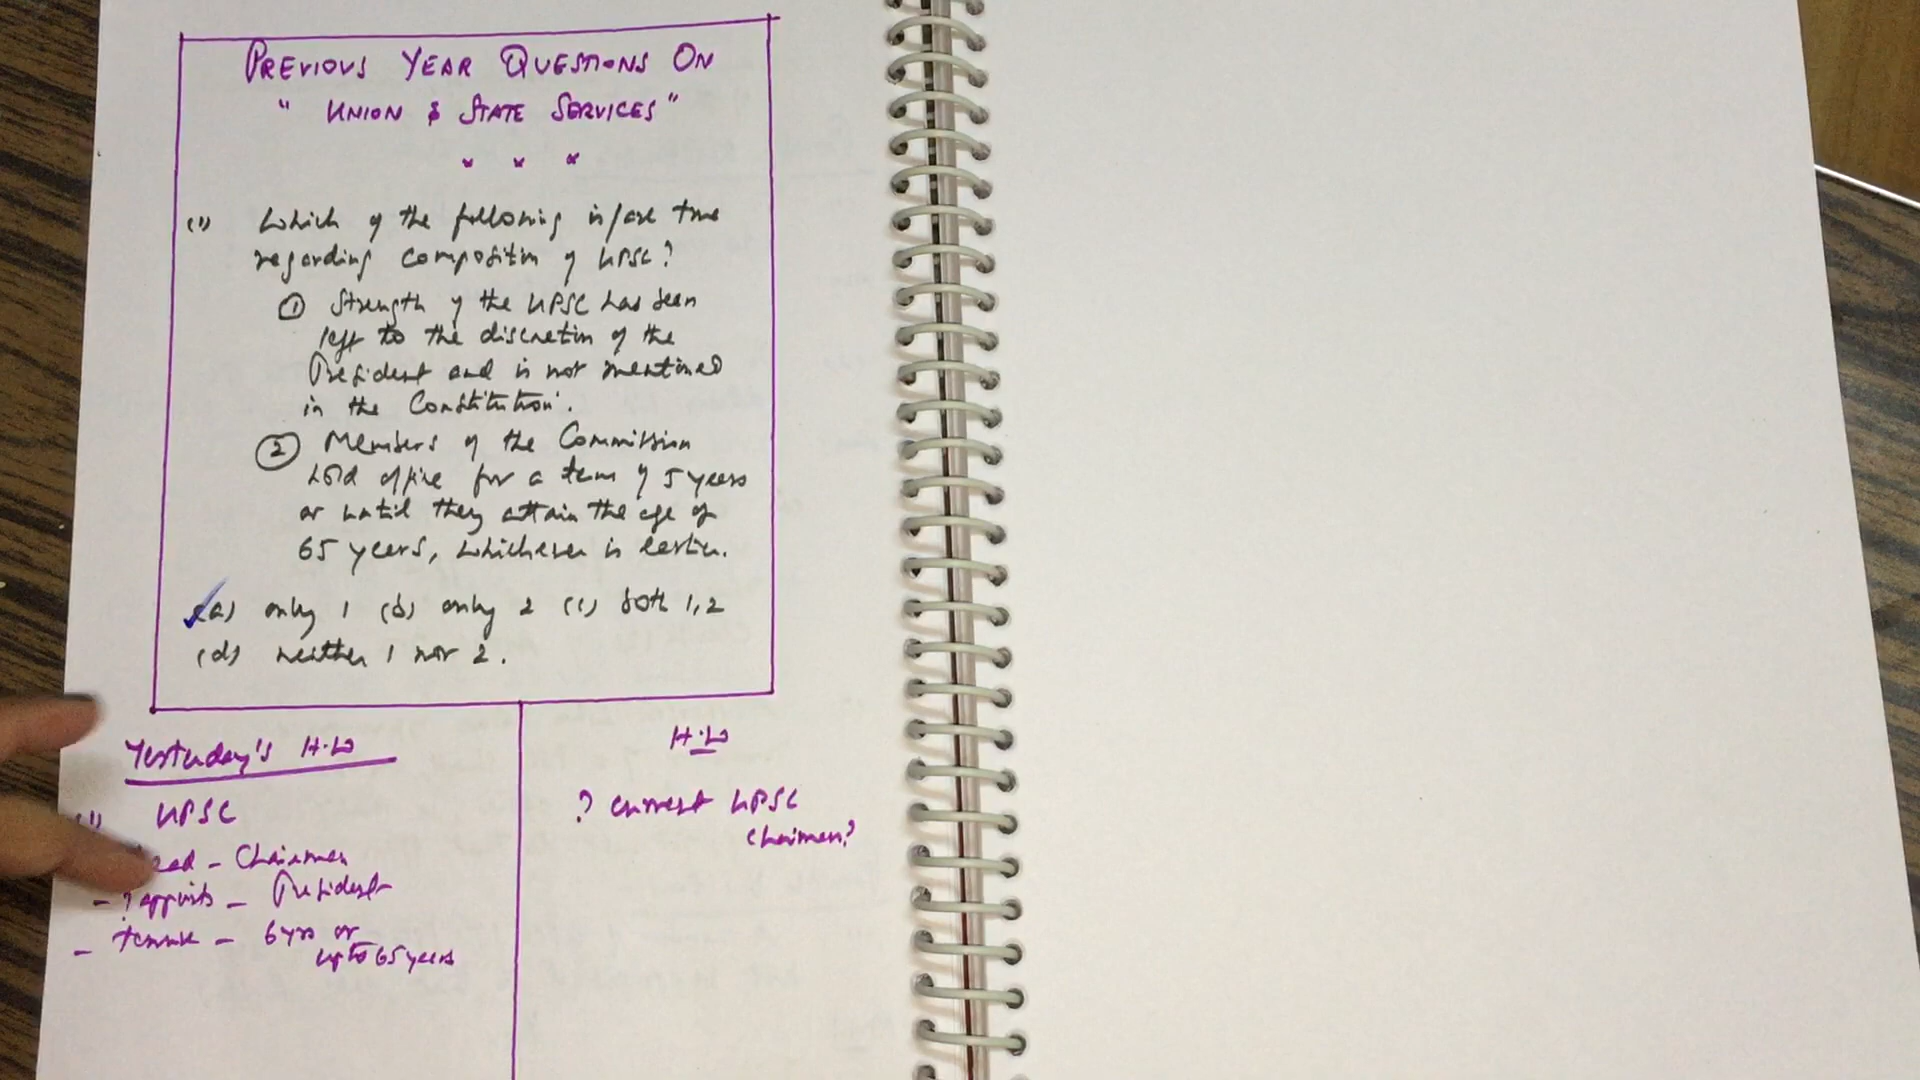 PREVIOUS YEAR QUESTIONS ON
" UNION & STATE SERVICES "
(1) Which of the following is/are true
regarding composition of UPSC?
① Strength of the UPSC has been
left to the discretion of the
President and is not mentioned
in the Constitution.
② Members of the Commission
hold office for a term of 5 years
or until they attain the age of
65 years, whichever is earlier.
(a) only 1 (b) only 2 (c) both 1,2
(d) neither 1 nor 2.
Yesterday's H.W
(1) UPSC
ead - Chairman
- ? appoints - President
- tenure - 6 yrs or
upto 65 years
H.W
? current UPSC
chairman?